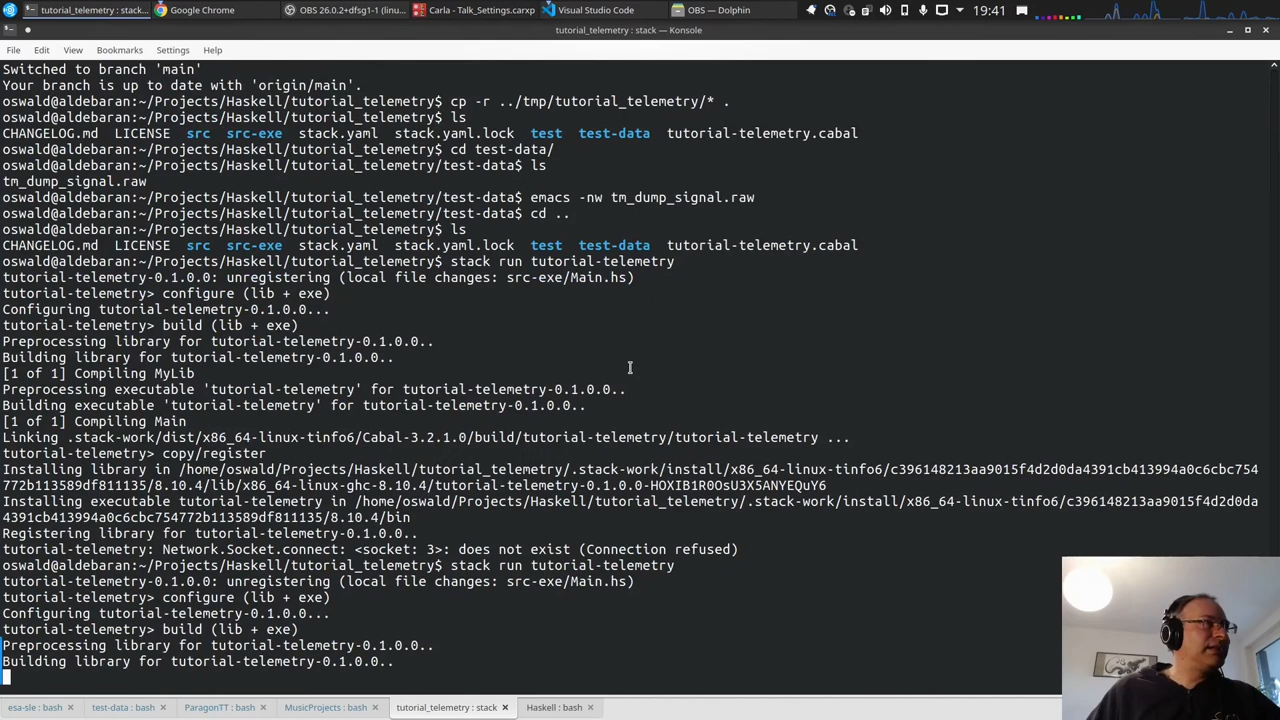 tutorial_telemetry : stack...
Google Chrome
OBS 26.0.2+dfsg1-1 (linu...
Carla - Talk_Settings.carxp
Visual Studio Code
OBS — Dolphin
19:41
tutorial_telemetry : stack — Konsole
File Edit View Bookmarks Settings Help
Switched to branch 'main'
Your branch is up to date with 'origin/main'.
oswald@aldebaran:~/Projects/Haskell/tutorial_telemetry$ cp -r ../tmp/tutorial_telemetry/* .
oswald@aldebaran:~/Projects/Haskell/tutorial_telemetry$ ls
CHANGELOG.md LICENSE src src-exe stack.yaml stack.yaml.lock test test-data tutorial-telemetry.cabal
oswald@aldebaran:~/Projects/Haskell/tutorial_telemetry$ cd test-data/
oswald@aldebaran:~/Projects/Haskell/tutorial_telemetry/test-data$ ls
tm_dump_signal.raw
oswald@aldebaran:~/Projects/Haskell/tutorial_telemetry/test-data$ emacs -nw tm_dump_signal.raw
oswald@aldebaran:~/Projects/Haskell/tutorial_telemetry/test-data$ cd ..
oswald@aldebaran:~/Projects/Haskell/tutorial_telemetry$ ls
CHANGELOG.md LICENSE src src-exe stack.yaml stack.yaml.lock test test-data tutorial-telemetry.cabal
oswald@aldebaran:~/Projects/Haskell/tutorial_telemetry$ stack run tutorial-telemetry
tutorial-telemetry-0.1.0.0: unregistering (local file changes: src-exe/Main.hs)
tutorial-telemetry> configure (lib + exe)
Configuring tutorial-telemetry-0.1.0.0...
tutorial-telemetry> build (lib + exe)
Preprocessing library for tutorial-telemetry-0.1.0.0..
Building library for tutorial-telemetry-0.1.0.0..
[1 of 1] Compiling MyLib
Preprocessing executable 'tutorial-telemetry' for tutorial-telemetry-0.1.0.0..
Building executable 'tutorial-telemetry' for tutorial-telemetry-0.1.0.0..
[1 of 1] Compiling Main
Linking .stack-work/dist/x86_64-linux-tinfo6/Cabal-3.2.1.0/build/tutorial-telemetry/tutorial-telemetry ...
tutorial-telemetry> copy/register
Installing library in /home/oswald/Projects/Haskell/tutorial_telemetry/.stack-work/install/x86_64-linux-tinfo6/c396148213aa9015f4d2d0da4391cb413994a0c6cbc754
772b113589df811135/8.10.4/lib/x86_64-linux-ghc-8.10.4/tutorial-telemetry-0.1.0.0-HOXIB1R0OsU3X5ANYEQuY6
Installing executable tutorial-telemetry in /home/oswald/Projects/Haskell/tutorial_telemetry/.stack-work/install/x86_64-linux-tinfo6/c396148213aa9015f4d2d0da
4391cb413994a0c6cbc754772b113589df811135/8.10.4/bin
Registering library for tutorial-telemetry-0.1.0.0..
tutorial-telemetry: Network.Socket.connect: <socket: 3>: does not exist (Connection refused)
oswald@aldebaran:~/Projects/Haskell/tutorial_telemetry$ stack run tutorial-telemetry
tutorial-telemetry-0.1.0.0: unregistering (local file changes: src-exe/Main.hs)
tutorial-telemetry> configure (lib + exe)
Configuring tutorial-telemetry-0.1.0.0...
tutorial-telemetry> build (lib + exe)
Preprocessing library for tutorial-telemetry-0.1.0.0..
Building library for tutorial-telemetry-0.1.0.0..
esa-sle : bash
test-data : bash
ParagonTT : bash
MusicProjects : bash
tutorial_telemetry : stack
Haskell : bash